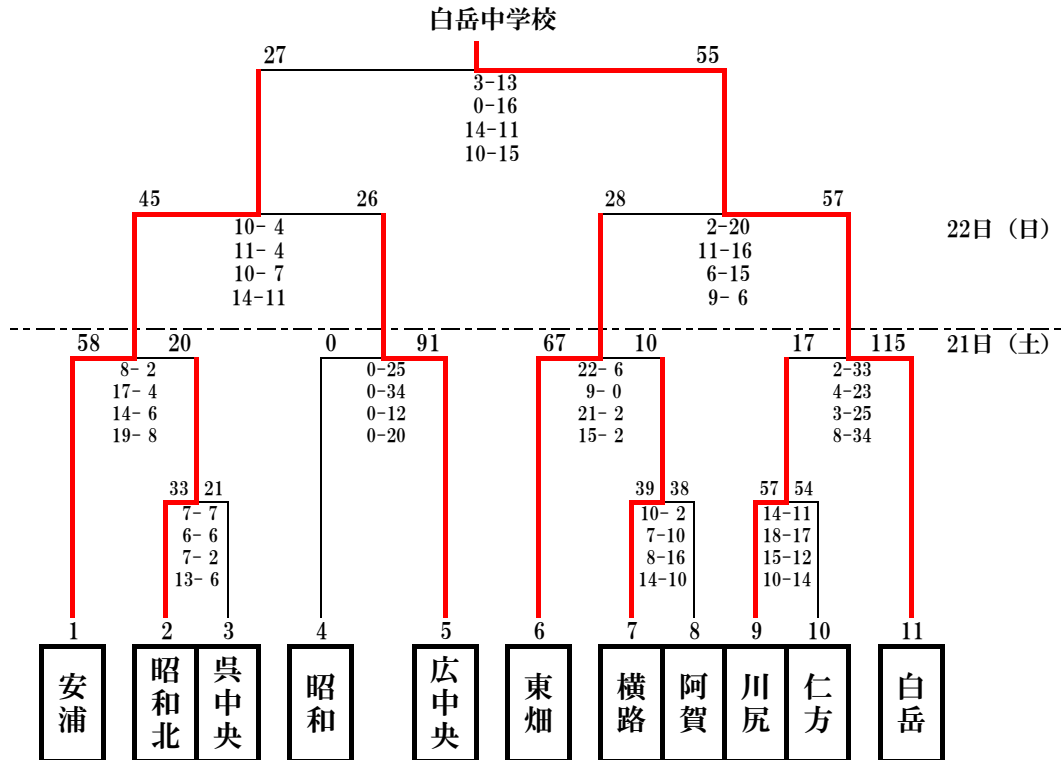 白岳中学校
27 55
3-13
0-16
14-11
10-15
45 26 28 57
10- 4
11- 4
10- 7
14-11
2-20
11-16
6-15
9- 6
22日（日）
21日（土）
58 20 0 91 67 10 17 115
8- 2
17- 4
14- 6
19- 8
0-25
0-34
0-12
0-20
22- 6
9- 0
21- 2
15- 2
2-33
4-23
3-25
8-34
33 21 39 38 57 54
7- 7
6- 6
7- 2
13- 6
10- 2
7-10
8-16
14-10
14-11
18-17
15-12
10-14
1 2 3 4 5 6 7 8 9 10 11
安浦
昭和北
呉中央
昭和
広中央
東畑
横路
阿賀
川尻
仁方
白岳